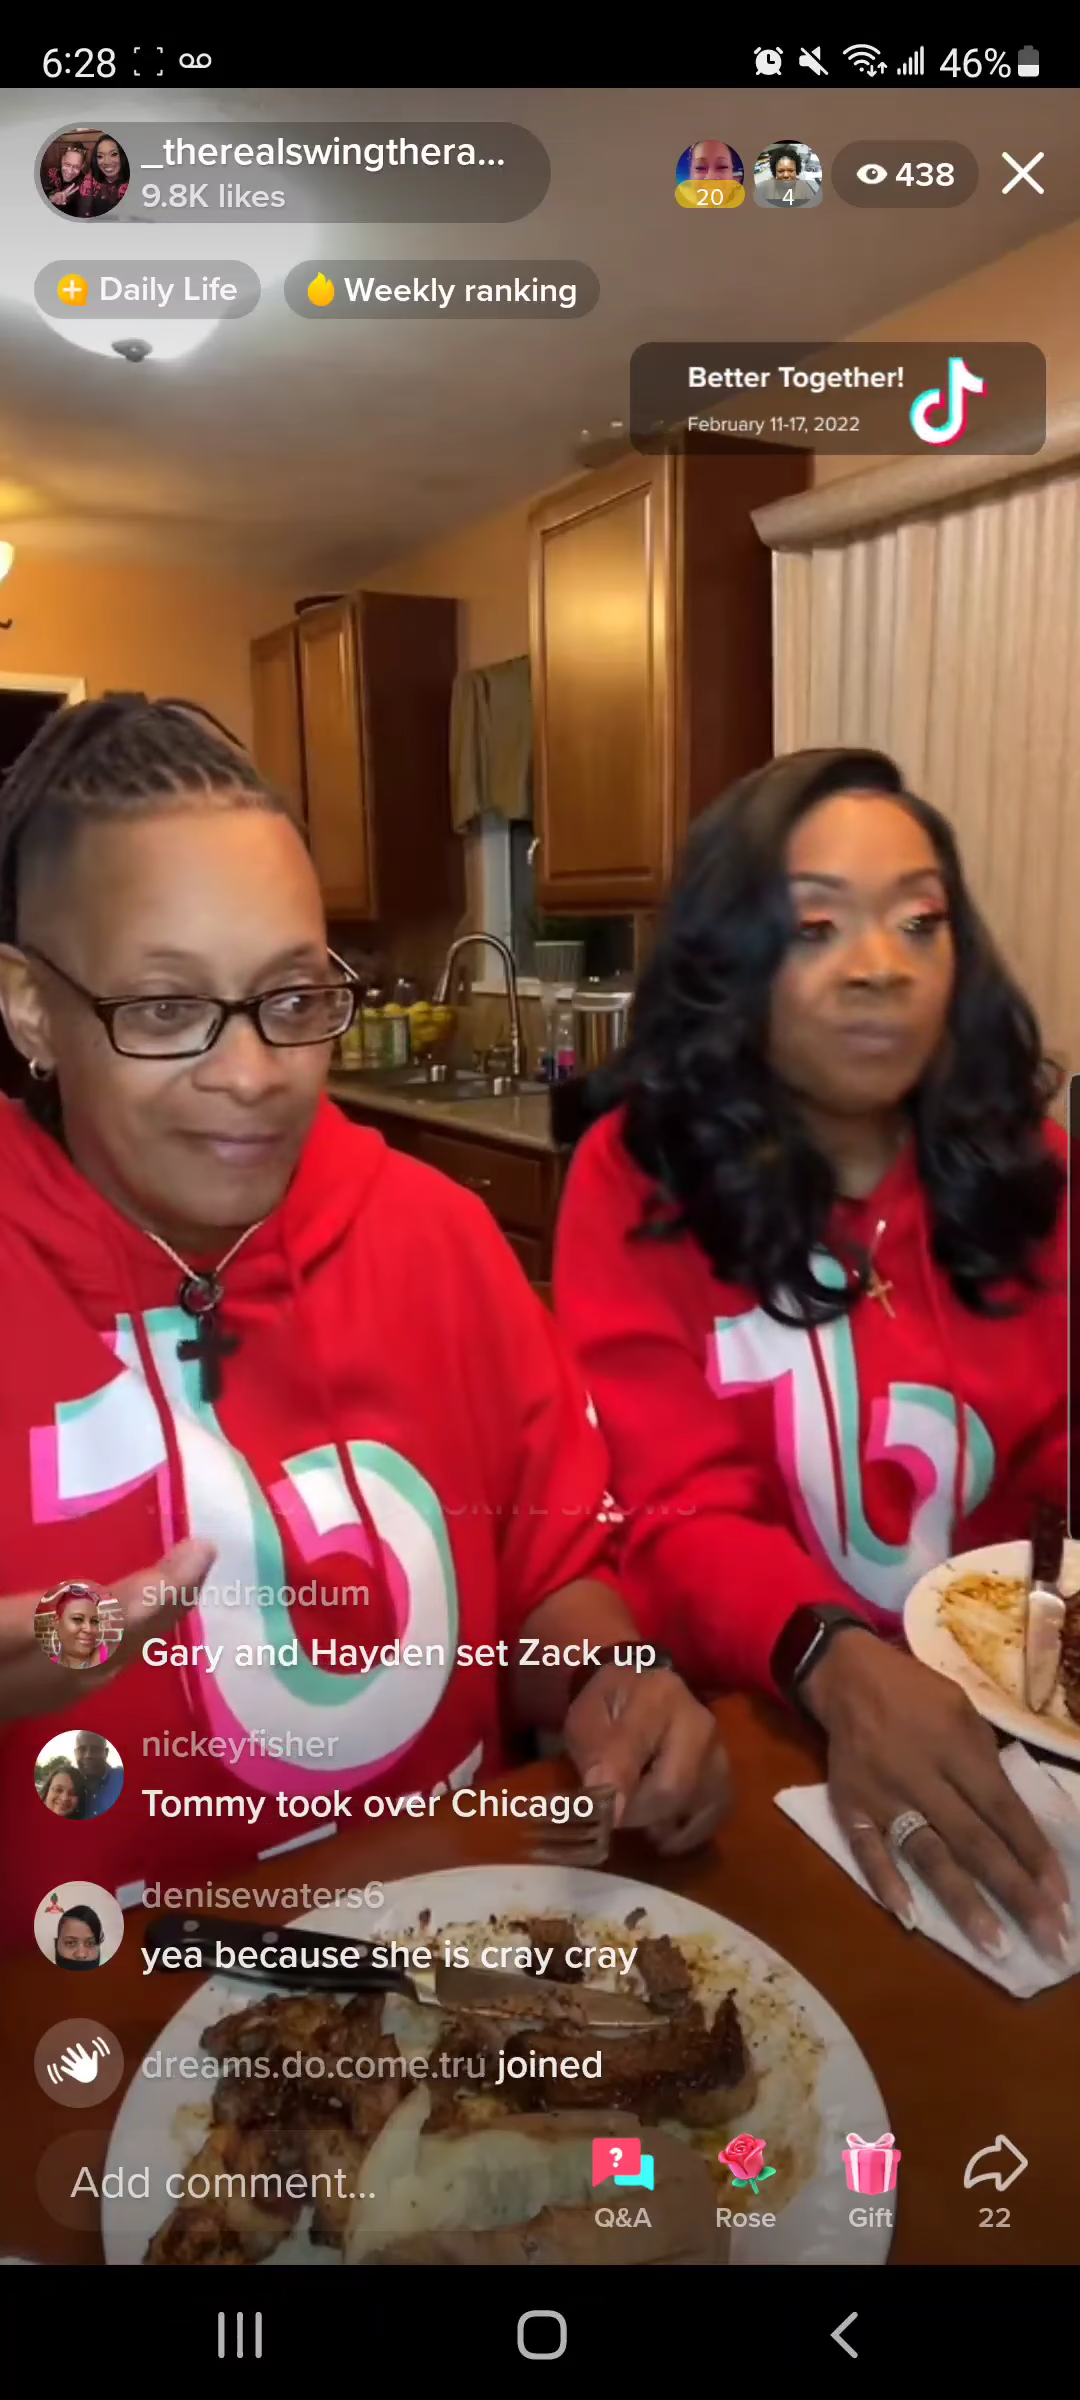 6:28
46%
_therealswingthera...
9.8K likes
20
4
438
Daily Life
Weekly ranking
Better Together!
February 11-17, 2022
shundraodum
Gary and Hayden set Zack up
nickeyfisher
Tommy took over Chicago
denisewaters6
yea because she is cray cray
dreams.do.come.tru joined
Add comment...
Q&A
Rose
Gift
22